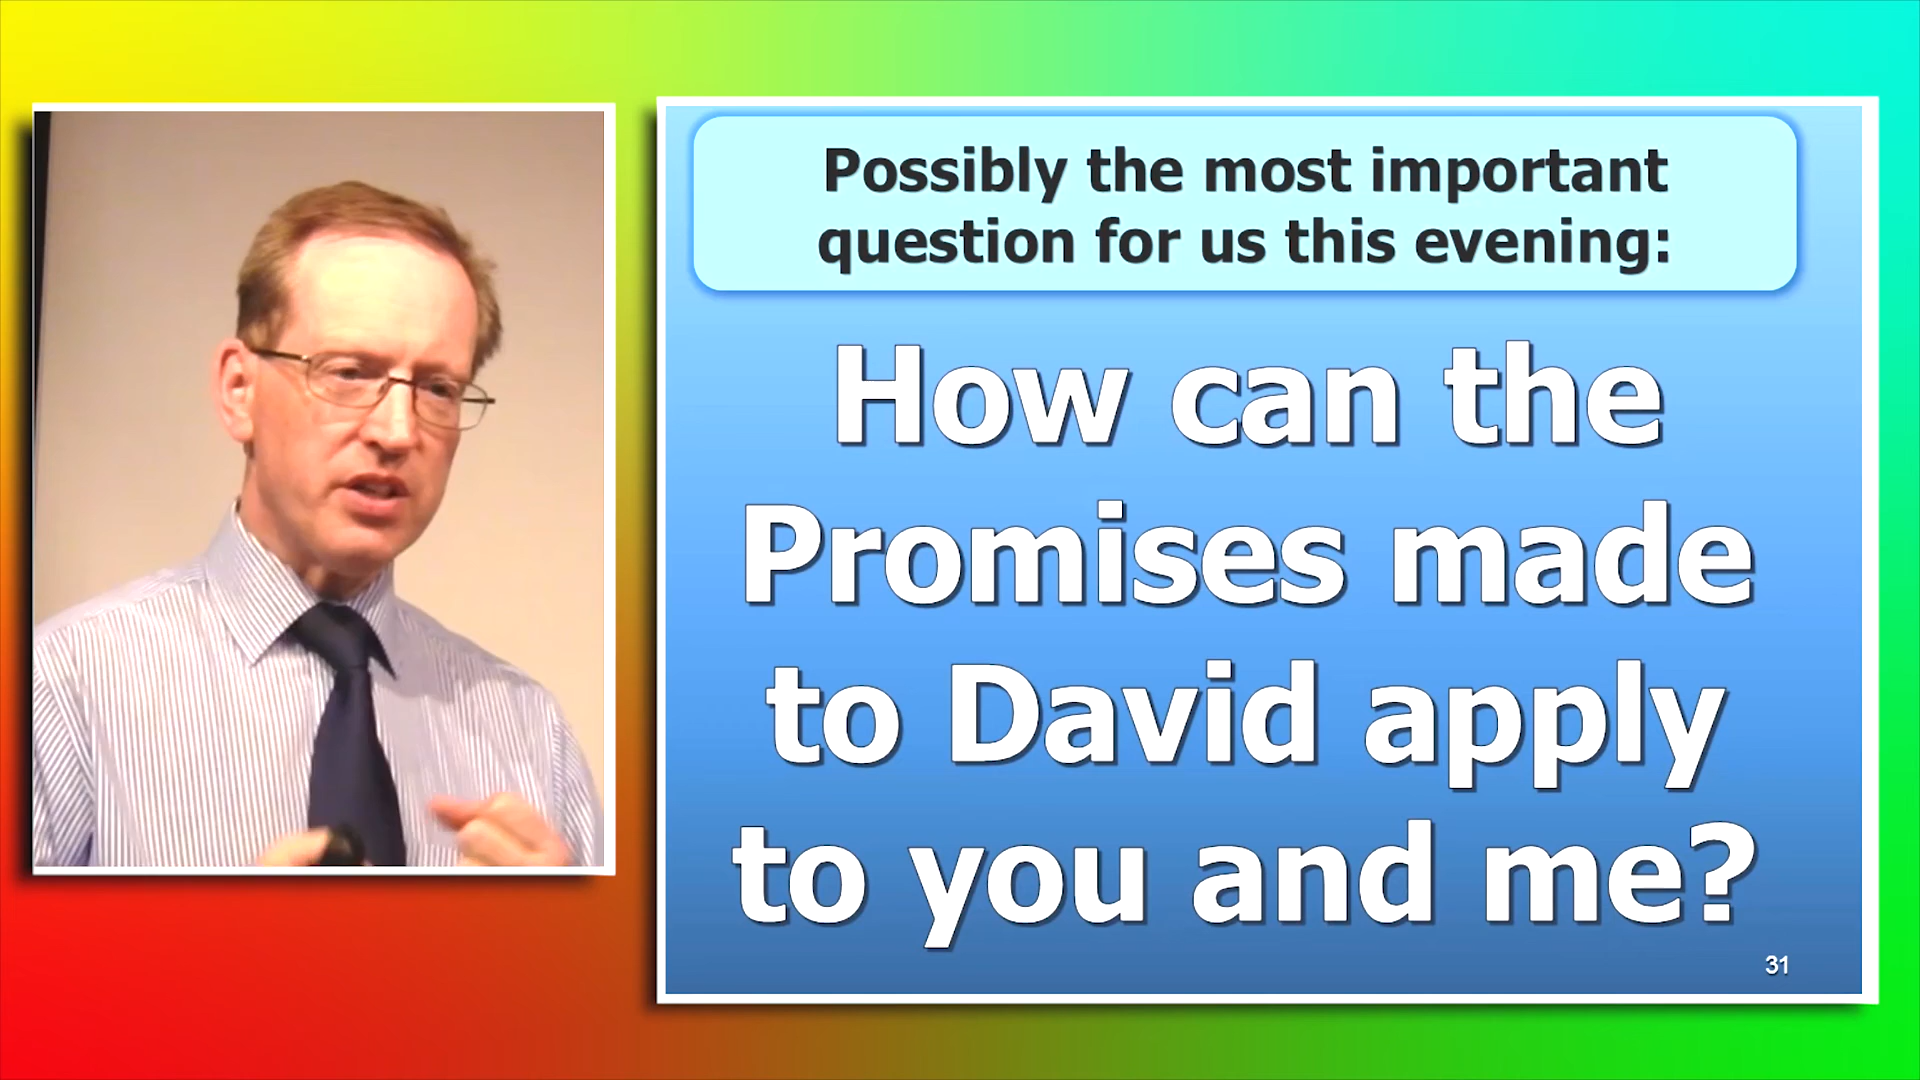 Possibly the most important
question for us this evening:
How can the
Promises made
to David apply
to you and me?
31